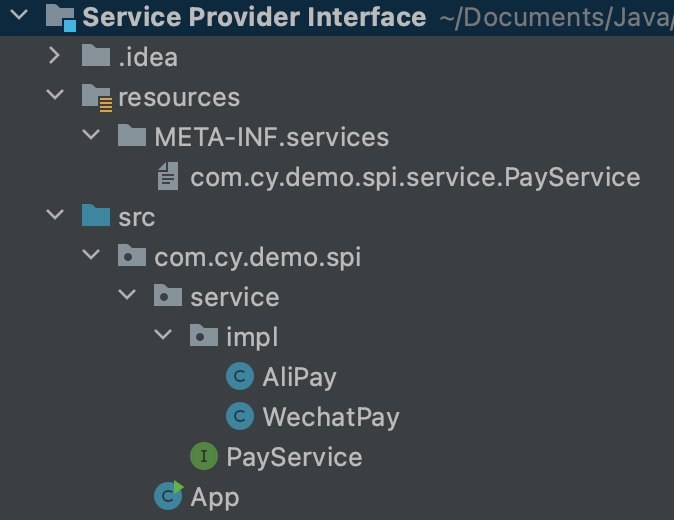 Service Provider Interface ~/Documents/Java/
.idea
resources
META-INF.services
com.cy.demo.spi.service.PayService
src
com.cy.demo.spi
service
impl
C AliPay
C WechatPay
I PayService
C App